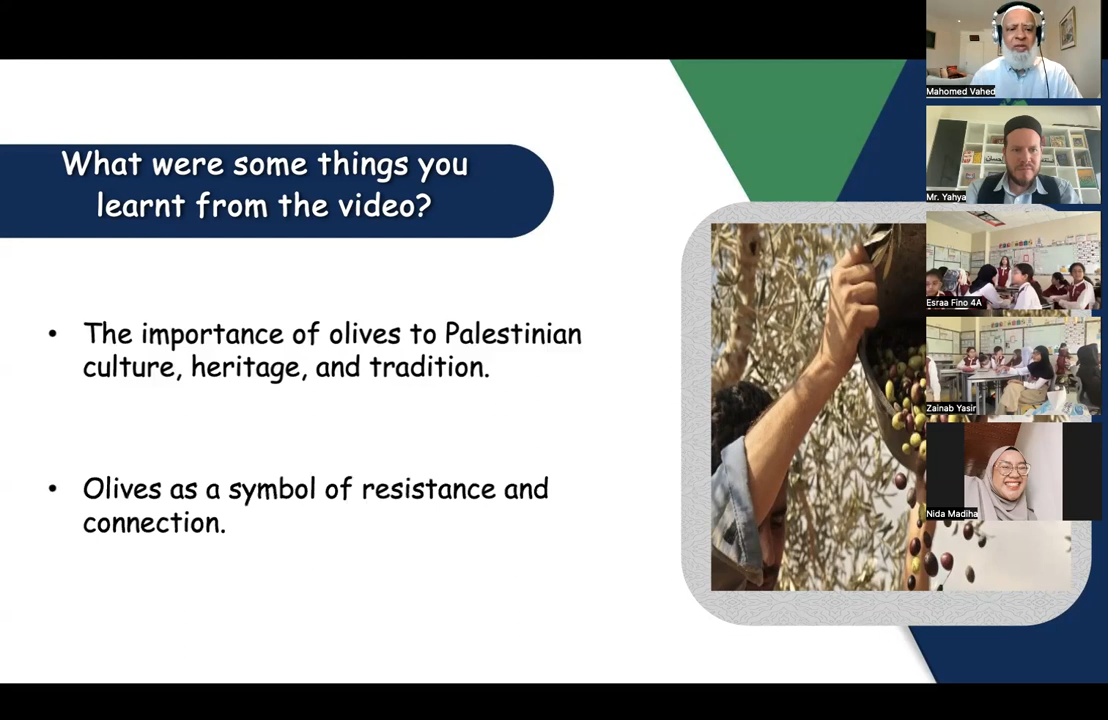 What were some things you
learnt from the video?
• The importance of olives to Palestinian
culture, heritage, and tradition.
• Olives as a symbol of resistance and
connection.
Mahomed Vahed
Mr. Yahya
Esraa Fino 4A
Zainab Yasir
Nida Madiha